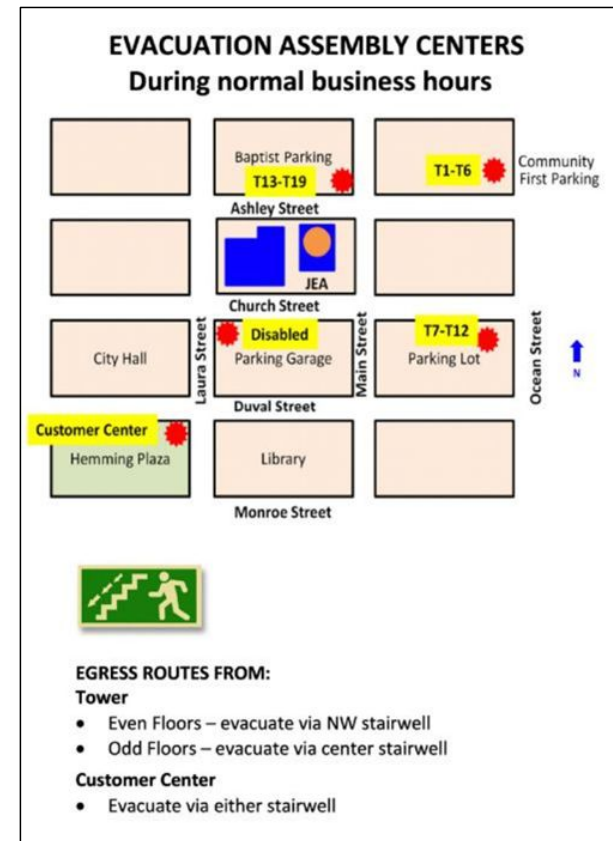 EVACUATION ASSEMBLY CENTERS
During normal business hours
Baptist Parking
T13-T19
T1-T6
Community
First Parking
Ashley Street
JEA
Church Street
Laura Street
Disabled
Parking Garage
Main Street
T7-T12
Parking Lot
Ocean Street
N
City Hall
Duval Street
Customer Center
Hemming Plaza
Library
Monroe Street
EGRESS ROUTES FROM:
Tower
• Even Floors – evacuate via NW stairwell
• Odd Floors – evacuate via center stairwell
Customer Center
• Evacuate via either stairwell